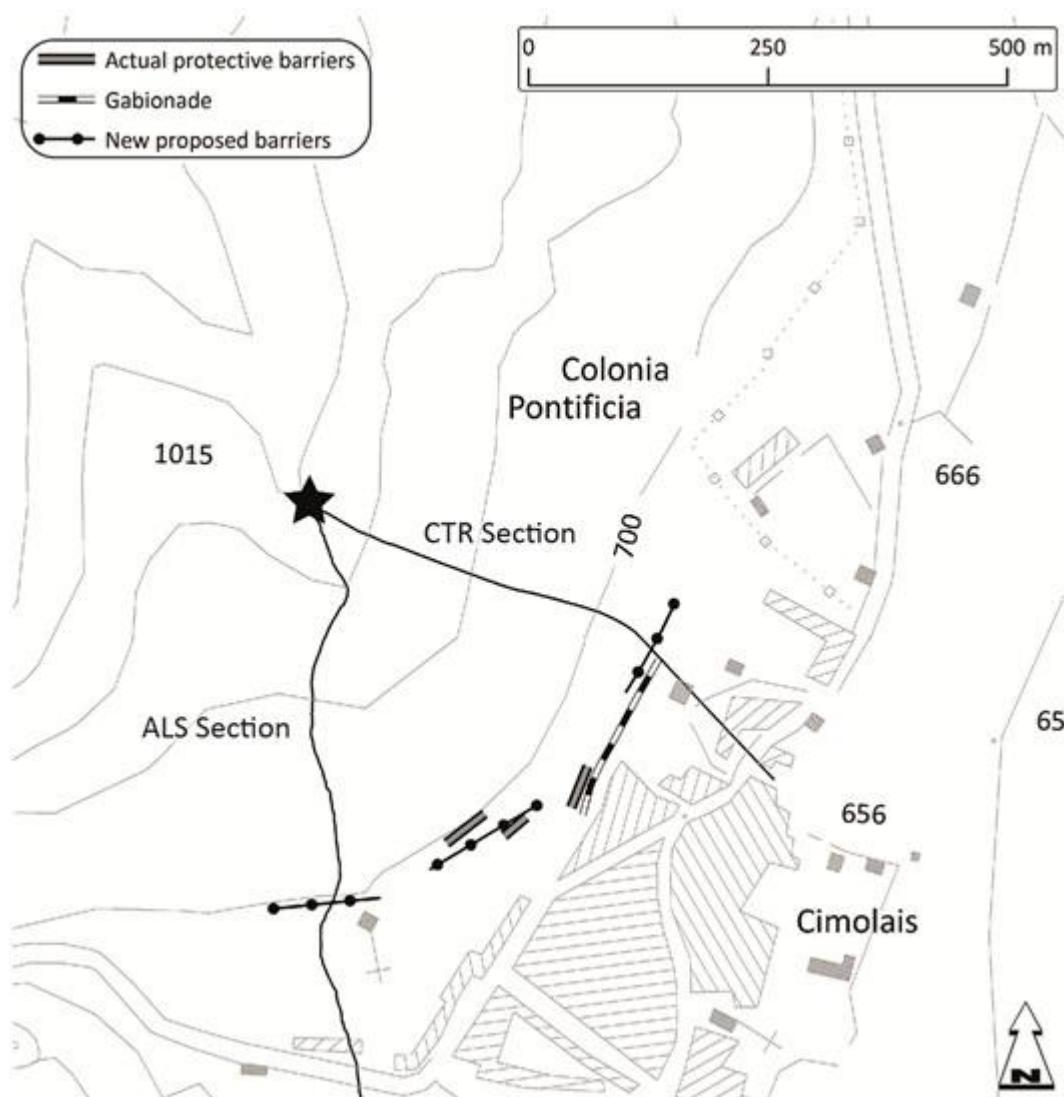 0 250 500 m
Actual protective barriers
Gabionade
New proposed barriers
Colonia
Pontificia
1015
666
CTR Section
700
ALS Section
65
656
Cimolais
N